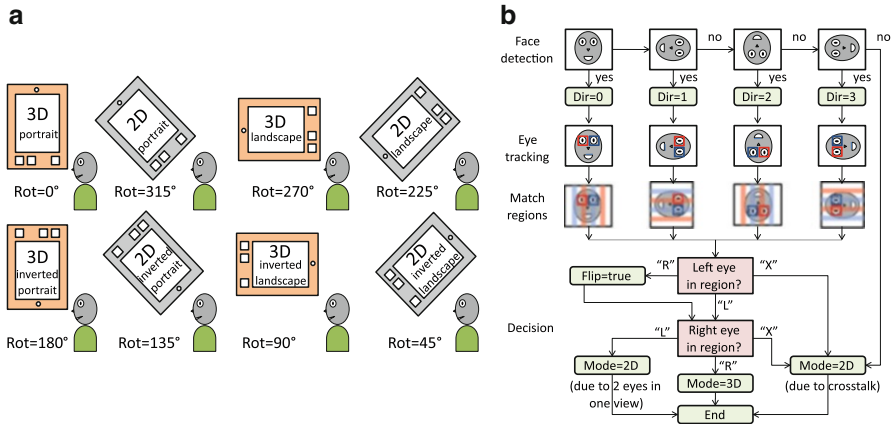 a
3D
portrait
2D
portrait
3D
landscape
2D
landscape
Rot=0°
Rot=315°
Rot=270°
Rot=225°
3D
inverted
portrait
2D
inverted
portrait
3D
inverted
landscape
2D
inverted
landscape
Rot=180°
Rot=135°
Rot=90°
Rot=45°
b
Face
detection
no
no
no
yes
yes
yes
yes
Dir=0
Dir=1
Dir=2
Dir=3
Eye
tracking
Match
regions
Decision
Left eye
in region?
"R"
"X"
Flip=true
"L"
Right eye
in region?
"L"
"X"
"R"
Mode=2D
(due to 2 eyes in
one view)
Mode=3D
Mode=2D
(due to crosstalk)
End